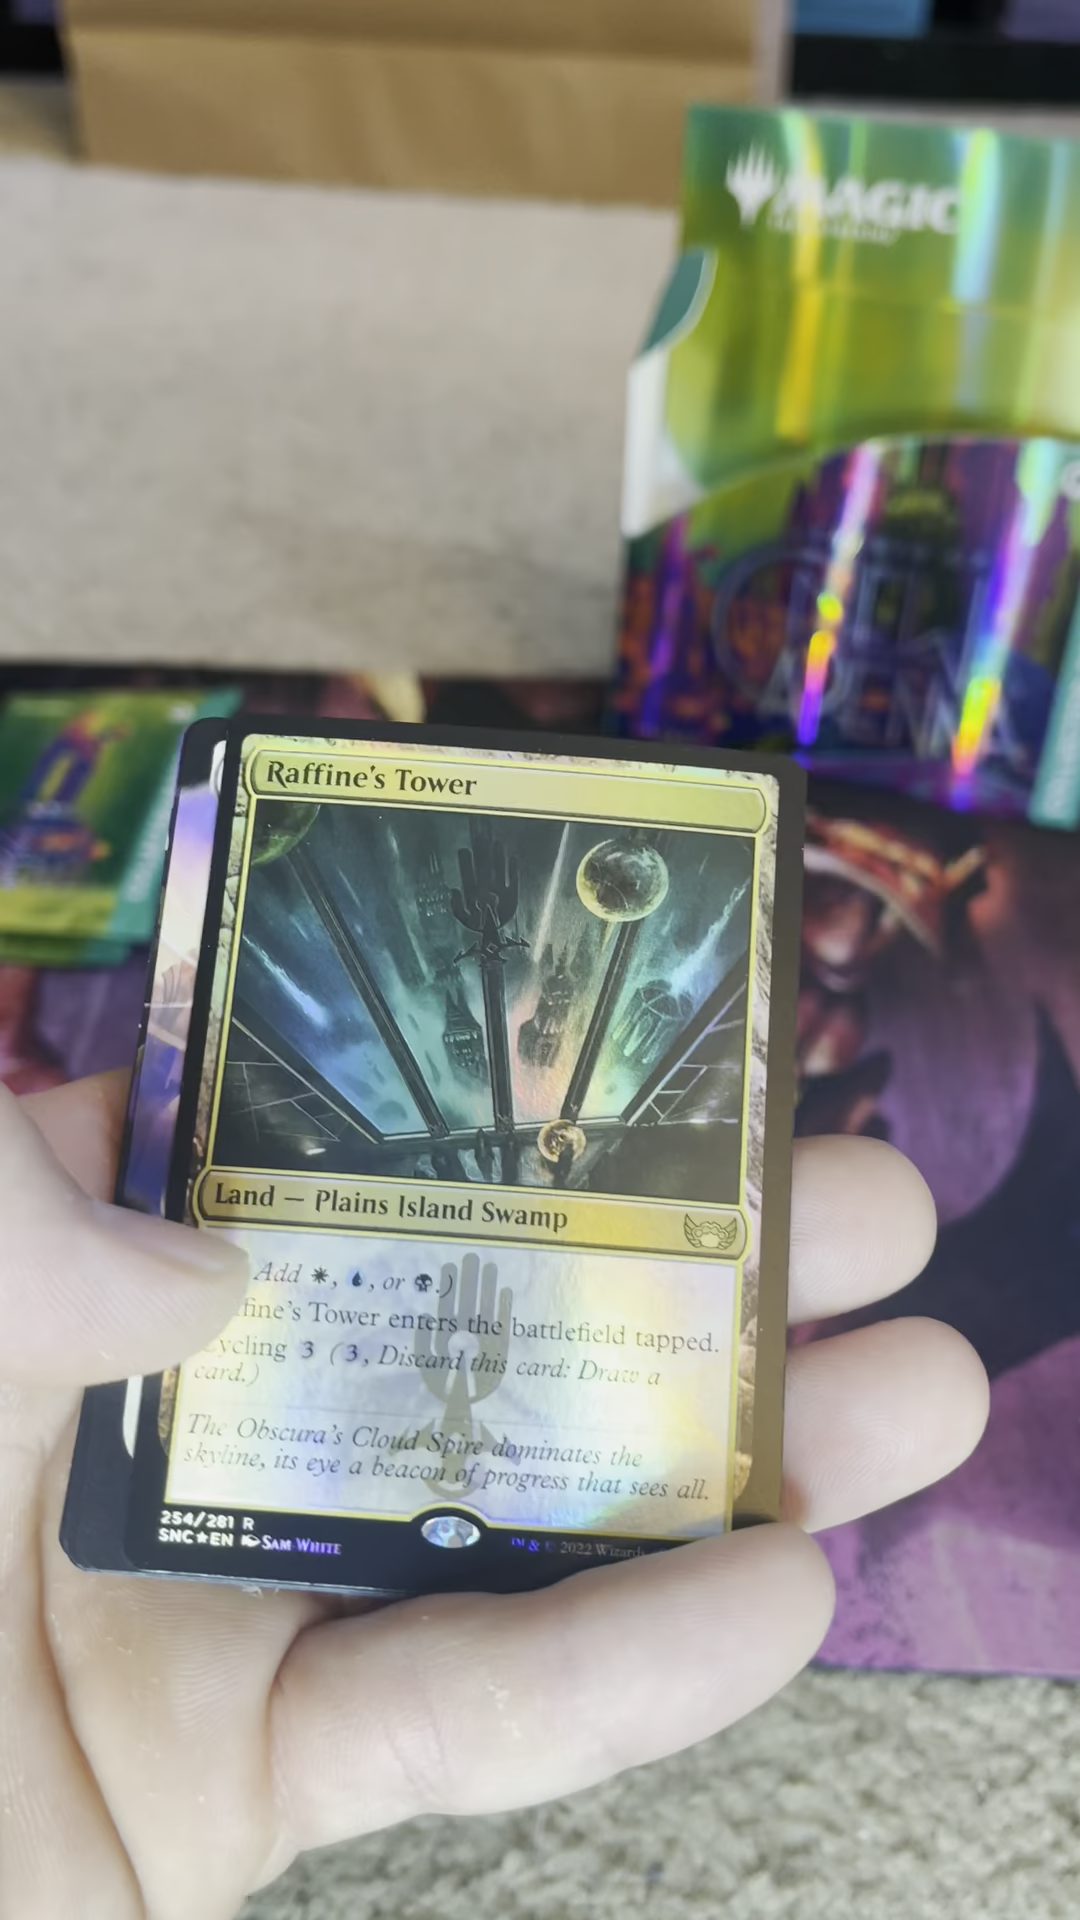 MAGIC
Raffine's Tower
Land — Plains Island Swamp
Add , , or .)
ffine's Tower enters the battlefield tapped.
ycling 3 (3, Discard this card: Draw a
card.)
The Obscura's Cloud Spire dominates the
skyline, its eye a beacon of progress that sees all.
254/281 R
SNC★EN Sam White
™ & © 2022 Wizards